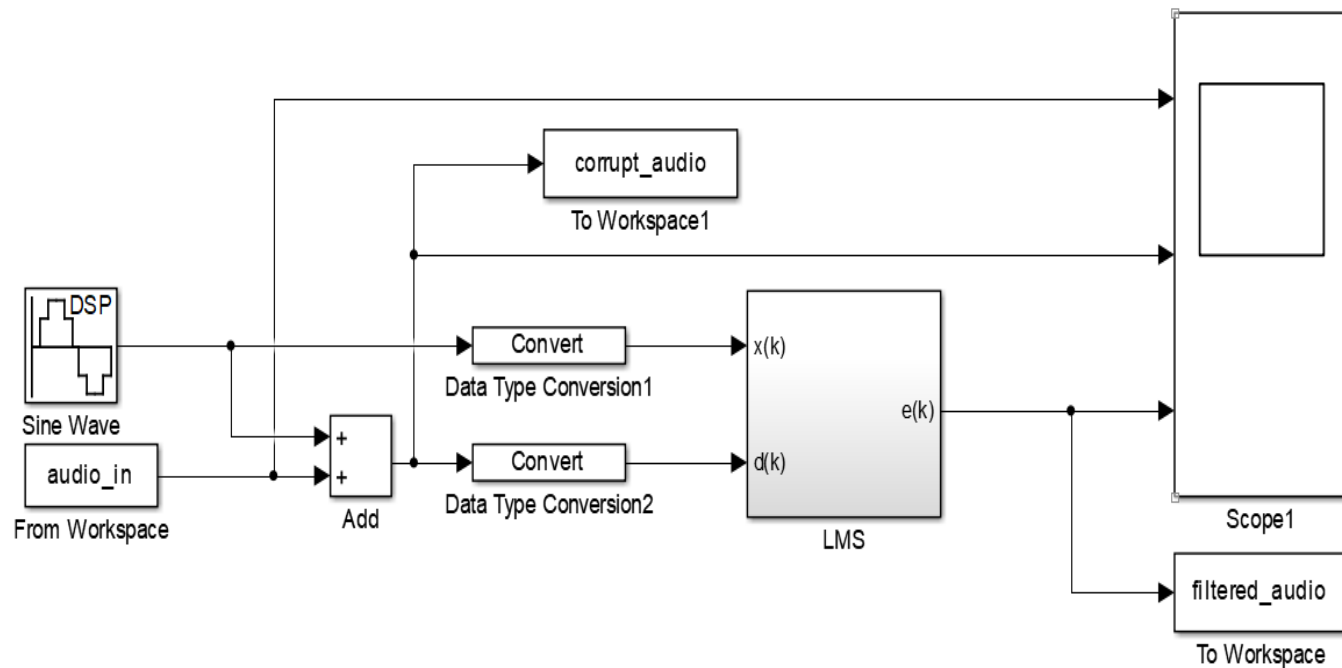 corrupt_audio
To Workspace1
DSP
Sine Wave
audio_in
From Workspace
+
+
Add
Convert
Data Type Conversion1
Convert
Data Type Conversion2
x(k)
e(k)
d(k)
LMS
Scope1
filtered_audio
To Workspace